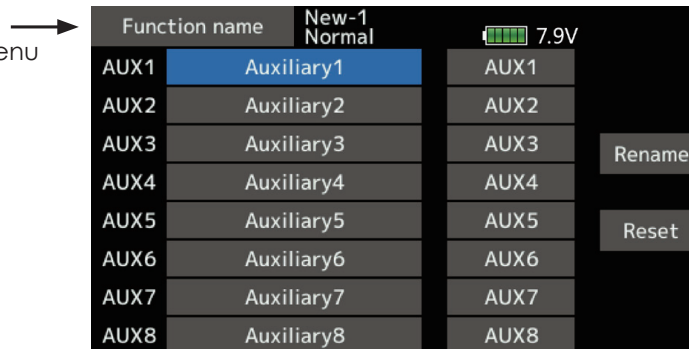 Function name New-1
Normal 7.9V
enu
AUX1 Auxiliary1 AUX1
AUX2 Auxiliary2 AUX2
AUX3 Auxiliary3 AUX3
Rename
AUX4 Auxiliary4 AUX4
AUX5 Auxiliary5 AUX5
Reset
AUX6 Auxiliary6 AUX6
AUX7 Auxiliary7 AUX7
AUX8 Auxiliary8 AUX8